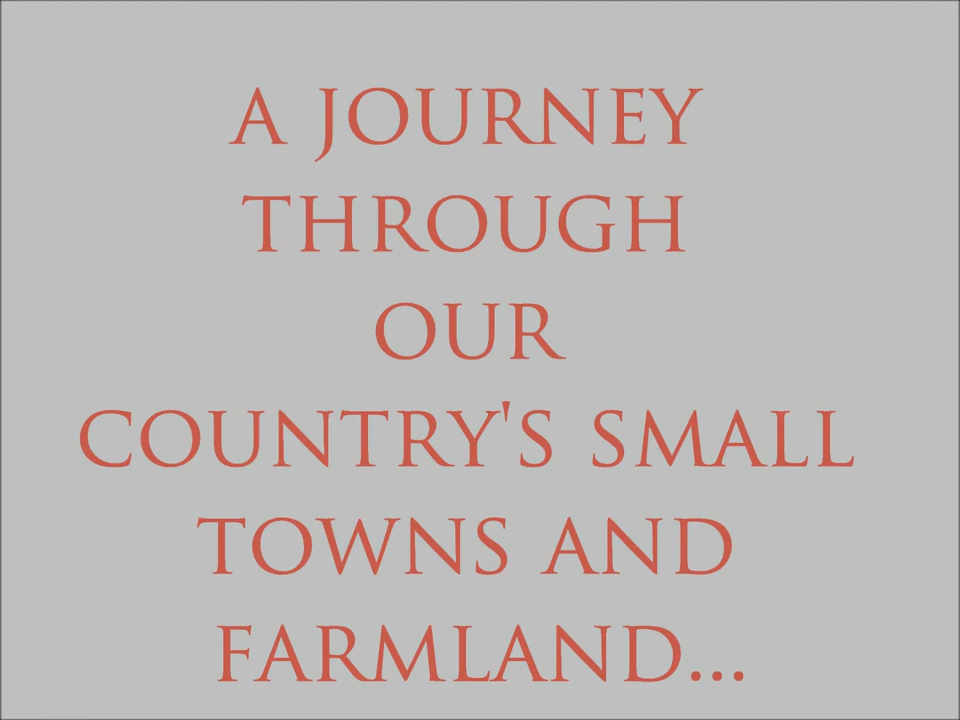 A JOURNEY
THROUGH
OUR
COUNTRY'S SMALL
TOWNS AND
FARMLAND...